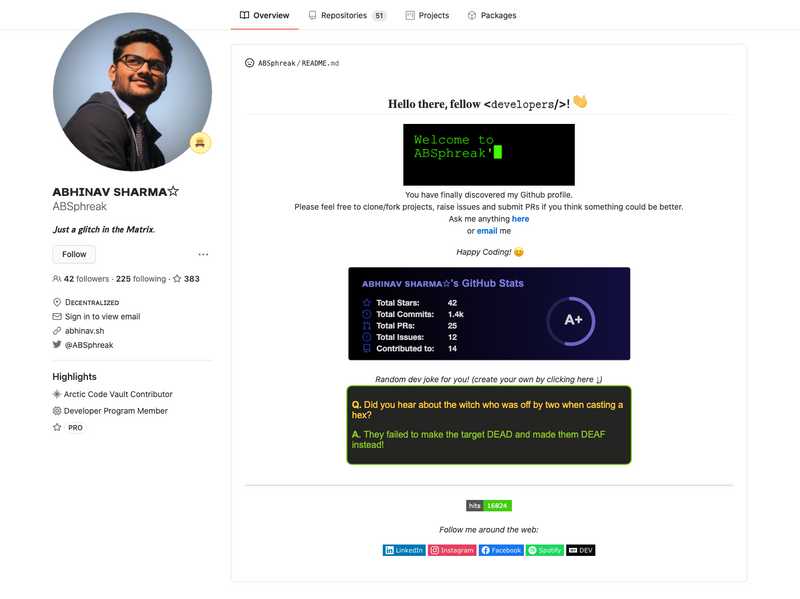 Overview Repositories 51 Projects Packages
ABHINAV SHARMA☆
ABSphreak
Just a glitch in the Matrix.
Follow
42 followers · 225 following · 383
DECENTRALIZED
Sign in to view email
abhinav.sh
@ABSphreak
Highlights
Arctic Code Vault Contributor
Developer Program Member
PRO
ABSphreak/README.md
Hello there, fellow <developers/>! 👋
Welcome to
ABSphreak'
You have finally discovered my Github profile.
Please feel free to clone/fork projects, raise issues and submit PRs if you think something could be better.
Ask me anything here
or email me
Happy Coding! 😊
ABHINAV SHARMA☆'s GitHub Stats
Total Stars: 42
Total Commits: 1.4k
Total PRs: 25
Total Issues: 12
Contributed to: 14
A+
Random dev joke for you! (create your own by clicking here ;)
Q. Did you hear about the witch who was off by two when casting a
hex?
A. They failed to make the target DEAD and made them DEAF
instead!
hits 16024
Follow me around the web:
LinkedIn Instagram Facebook Spotify DEV